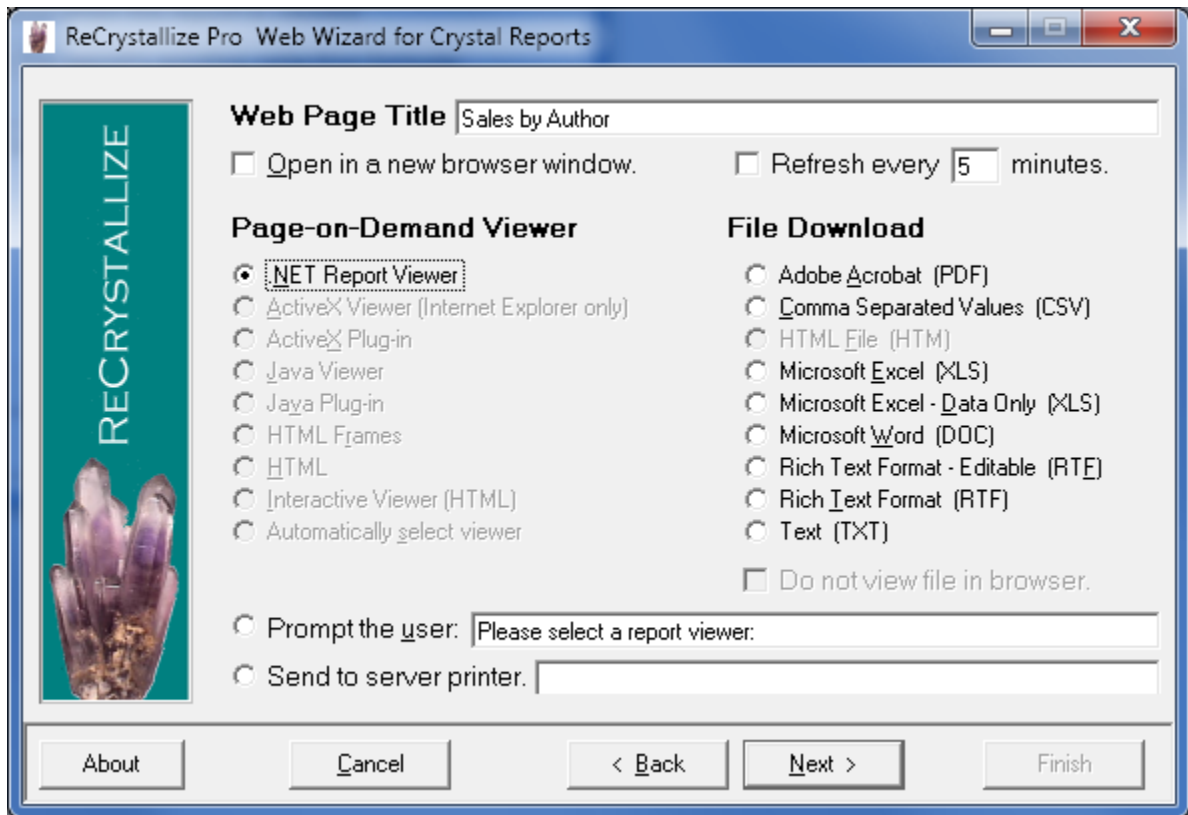 ReCrystallize Pro  Web Wizard for Crystal Reports
RECRYSTALLIZE
Web Page Title Sales by Author
Open in a new browser window.
Refresh every 5 minutes.
Page-on-Demand Viewer
.NET Report Viewer
ActiveX Viewer (Internet Explorer only)
ActiveX Plug-in
Java Viewer
Java Plug-in
HTML Frames
HTML
Interactive Viewer (HTML)
Automatically select viewer
File Download
Adobe Acrobat (PDF)
Comma Separated Values (CSV)
HTML File (HTM)
Microsoft Excel (XLS)
Microsoft Excel - Data Only (XLS)
Microsoft Word (DOC)
Rich Text Format - Editable (RTF)
Rich Text Format (RTF)
Text (TXT)
Do not view file in browser.
Prompt the user: Please select a report viewer:
Send to server printer.
About
Cancel
< Back
Next >
Finish